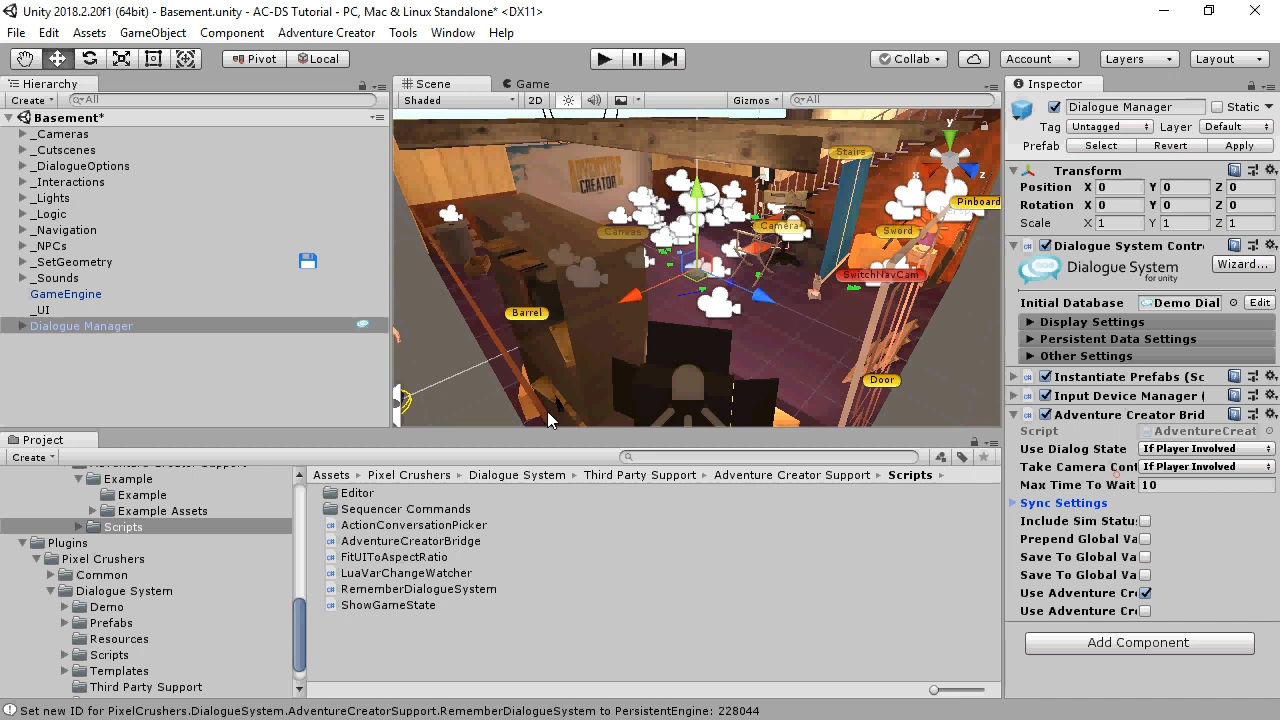 Unity 2018.2.20f1 (64bit) - Basement.unity - AC-DS Tutorial - PC, Mac & Linux Standalone* <DX11>
File Edit Assets GameObject Component Adventure Creator Tools Window Help
Pivot Local Collab Account Layers Layout
Hierarchy
Create All
Basement*
_Cameras
_Cutscenes
_DialogueOptions
_Interactions
_Lights
_Logic
_Navigation
_NPCs
_SetGeometry
_Sounds
GameEngine
_UI
Dialogue Manager
Scene Game
Shaded 2D Gizmos All
ADVENTURE
CREATOR
Stairs
y
x
z
Pinboard
Canvas
Camera
Sword
SwitchNavCam
Barrel
Door
Inspector
Dialogue Manager Static
Tag Untagged Layer Default
Prefab Select Revert Apply
Transform
Position X 0 Y 0 Z 0
Rotation X 0 Y 0 Z 0
Scale X 1 Y 1 Z 1
Dialogue System Contr
Dialogue System
for unity
Wizard...
Initial Database Demo Dial Edit
Display Settings
Persistent Data Settings
Other Settings
Instantiate Prefabs (Sc
Input Device Manager (
Adventure Creator Brid
Script AdventureCreat
Use Dialog State If Player Involved
Take Camera Cont If Player Involved
Max Time To Wait 10
Sync Settings
Include Sim Statu
Prepend Global Va
Save To Global Va
Save To Global Va
Use Adventure Cr
Use Adventure Cr
Add Component
Project
Create
Adventure Creator Support
Example
Example
Example Assets
Scripts
Plugins
Pixel Crushers
Common
Dialogue System
Demo
Prefabs
Resources
Scripts
Templates
Third Party Support
Assets Pixel Crushers Dialogue System Third Party Support Adventure Creator Support Scripts
Editor
Sequencer Commands
ActionConversationPicker
AdventureCreatorBridge
FitUIToAspectRatio
LuaVarChangeWatcher
RememberDialogueSystem
ShowGameState
Set new ID for PixelCrushers.DialogueSystem.AdventureCreatorSupport.RememberDialogueSystem to PersistentEngine: 228044